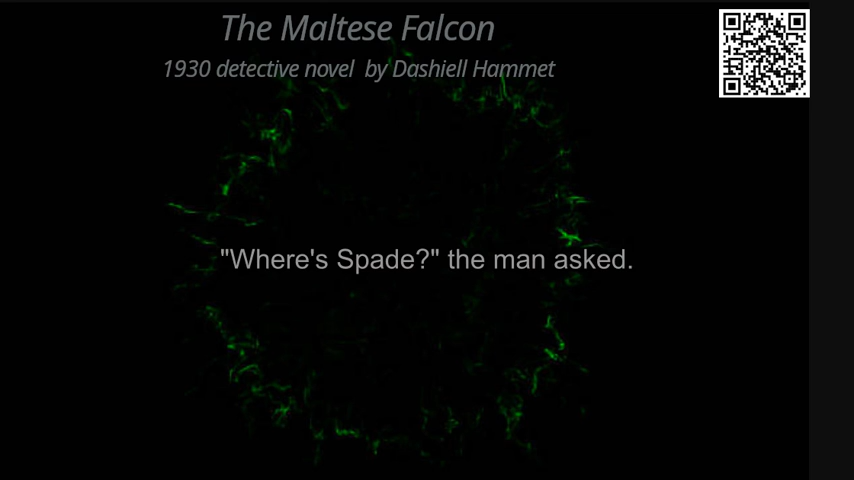 The Maltese Falcon
1930 detective novel  by Dashiell Hammet
"Where's Spade?" the man asked.